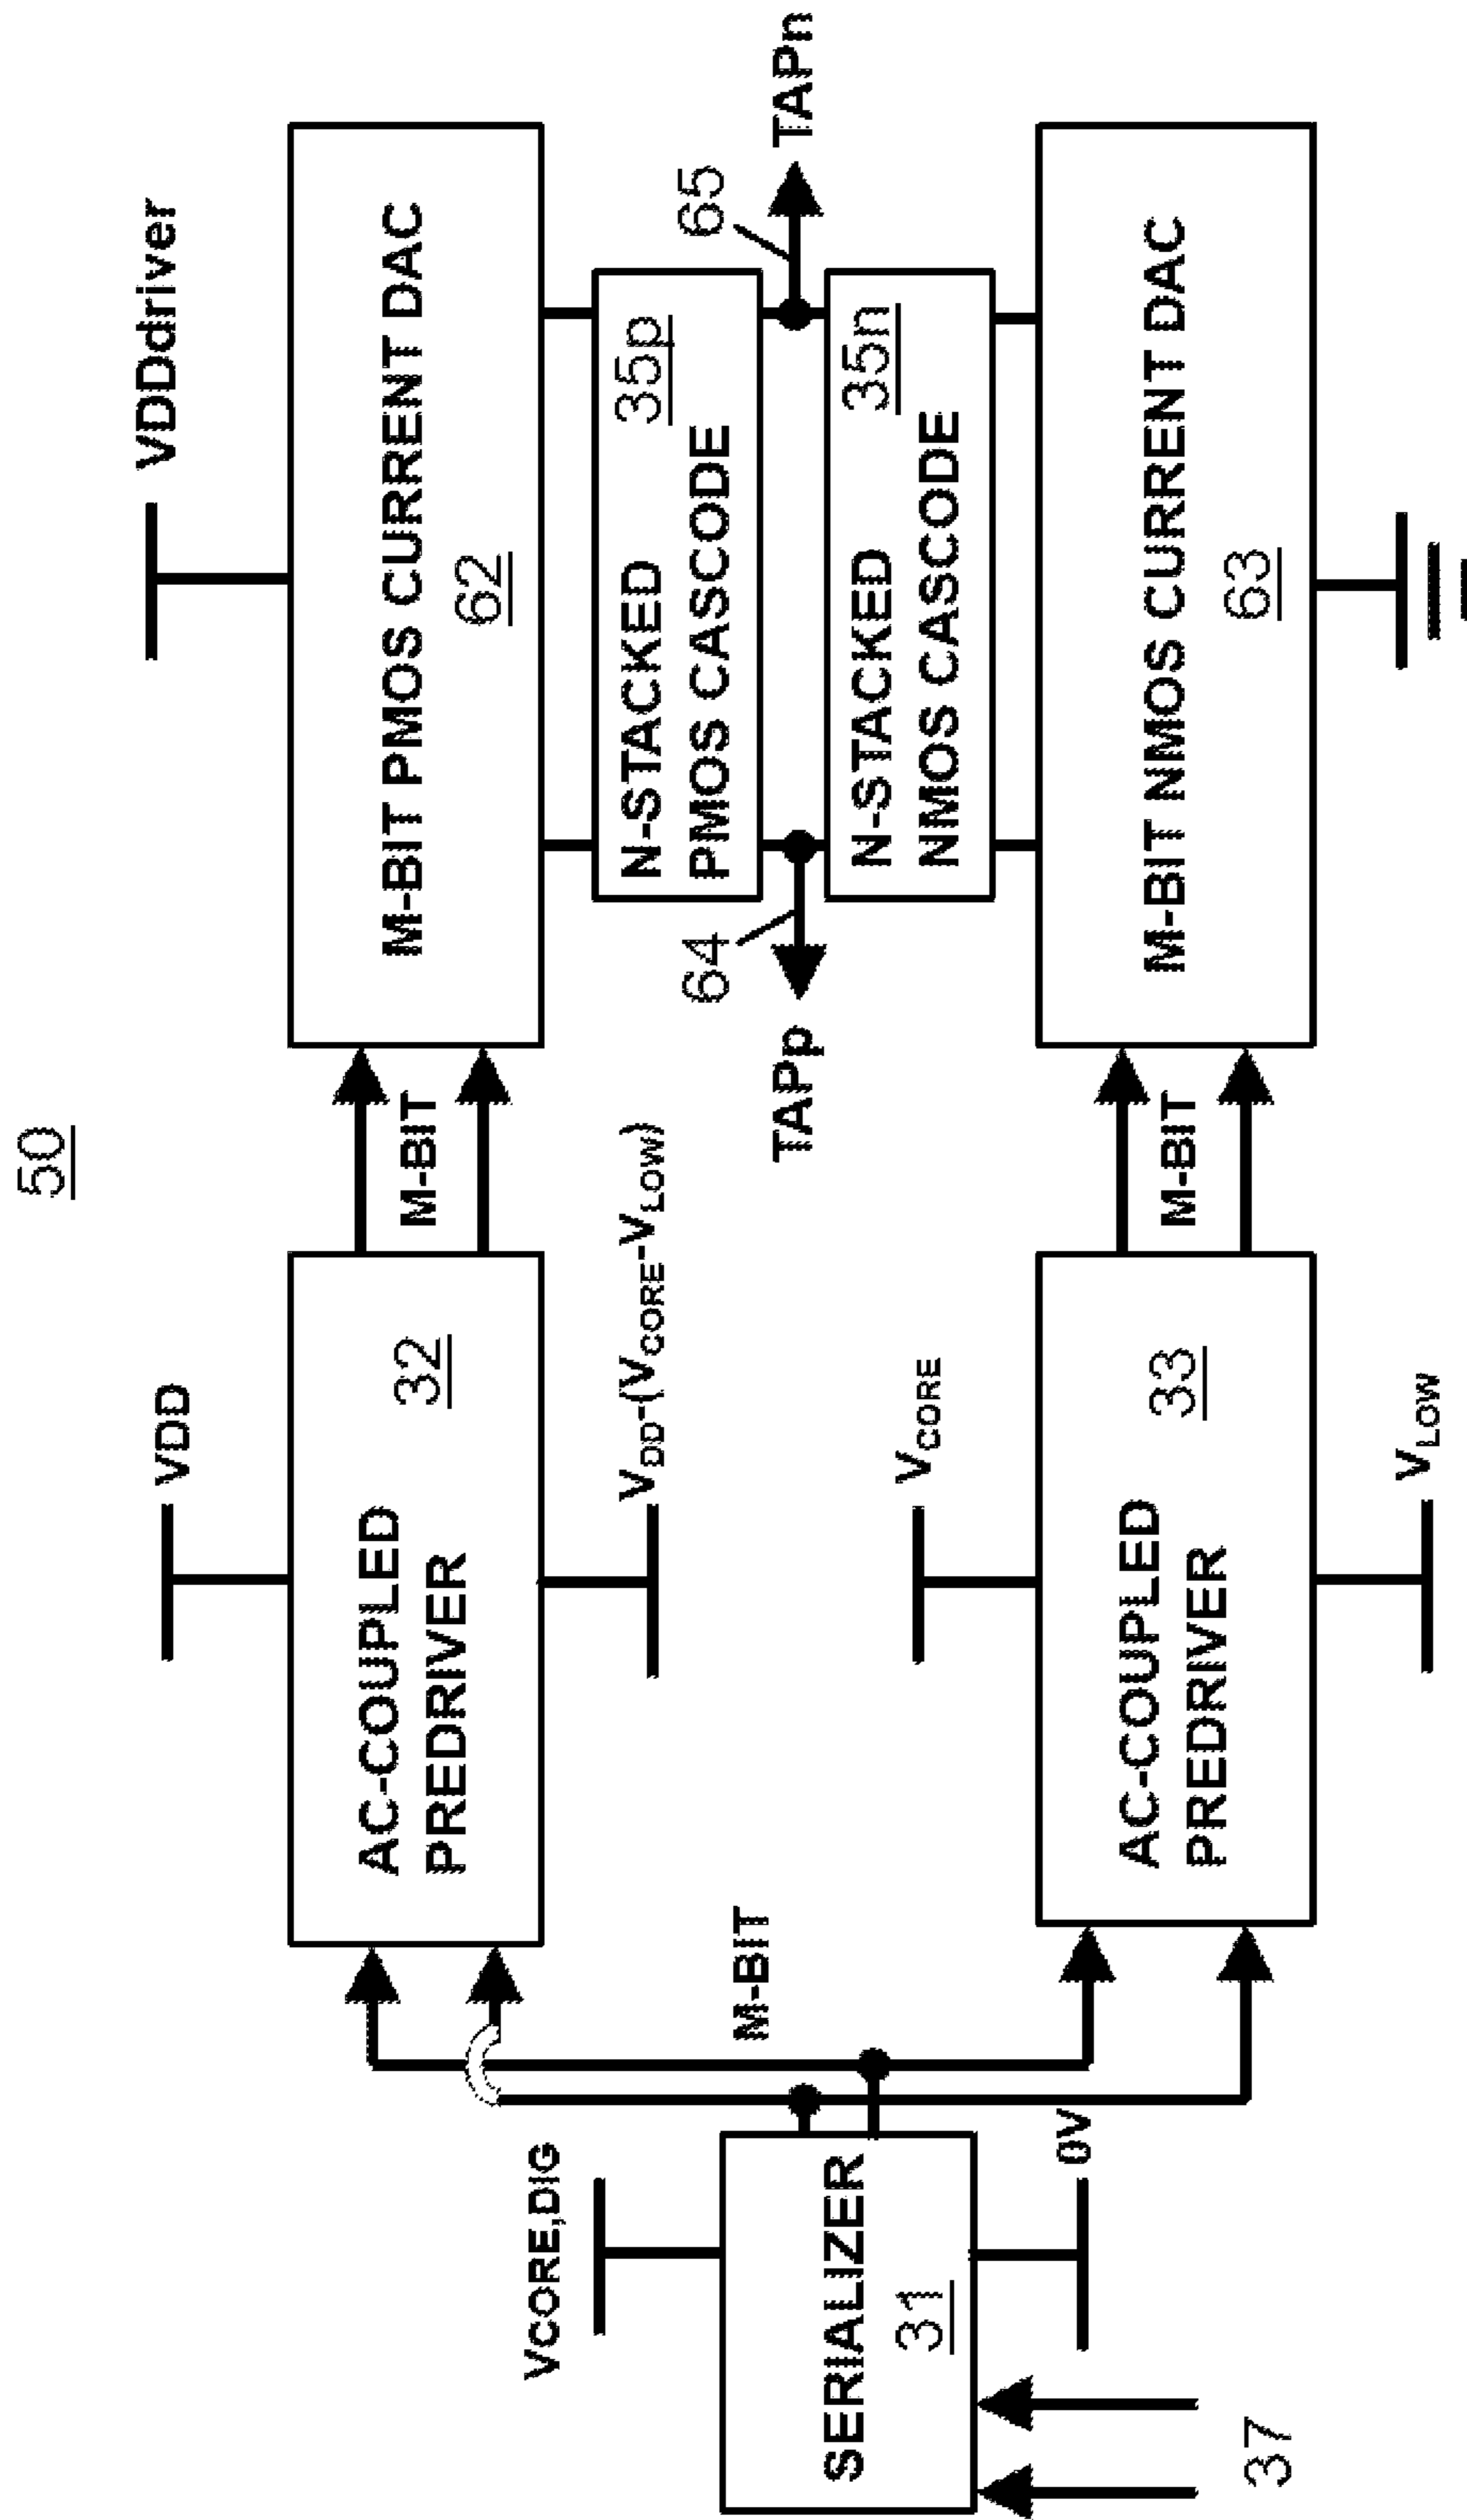 50
VDDdriver
VDD
M-BIT PMOS CURRENT DAC
62
AC-COUPLED
PREDRIVER
32
M-BIT
VCORE,DIG
VDD-(VCORE-VLOW)
N-STACKED
PMOS CASCODE
35p
64
65
M-BIT
TAPp
TAPn
SERIALIZER
31
VCORE
N-STACKED
NMOS CASCODE
35n
0V
AC-COUPLED
PREDRIVER
33
M-BIT
M-BIT NMOS CURRENT DAC
63
37
VLOW